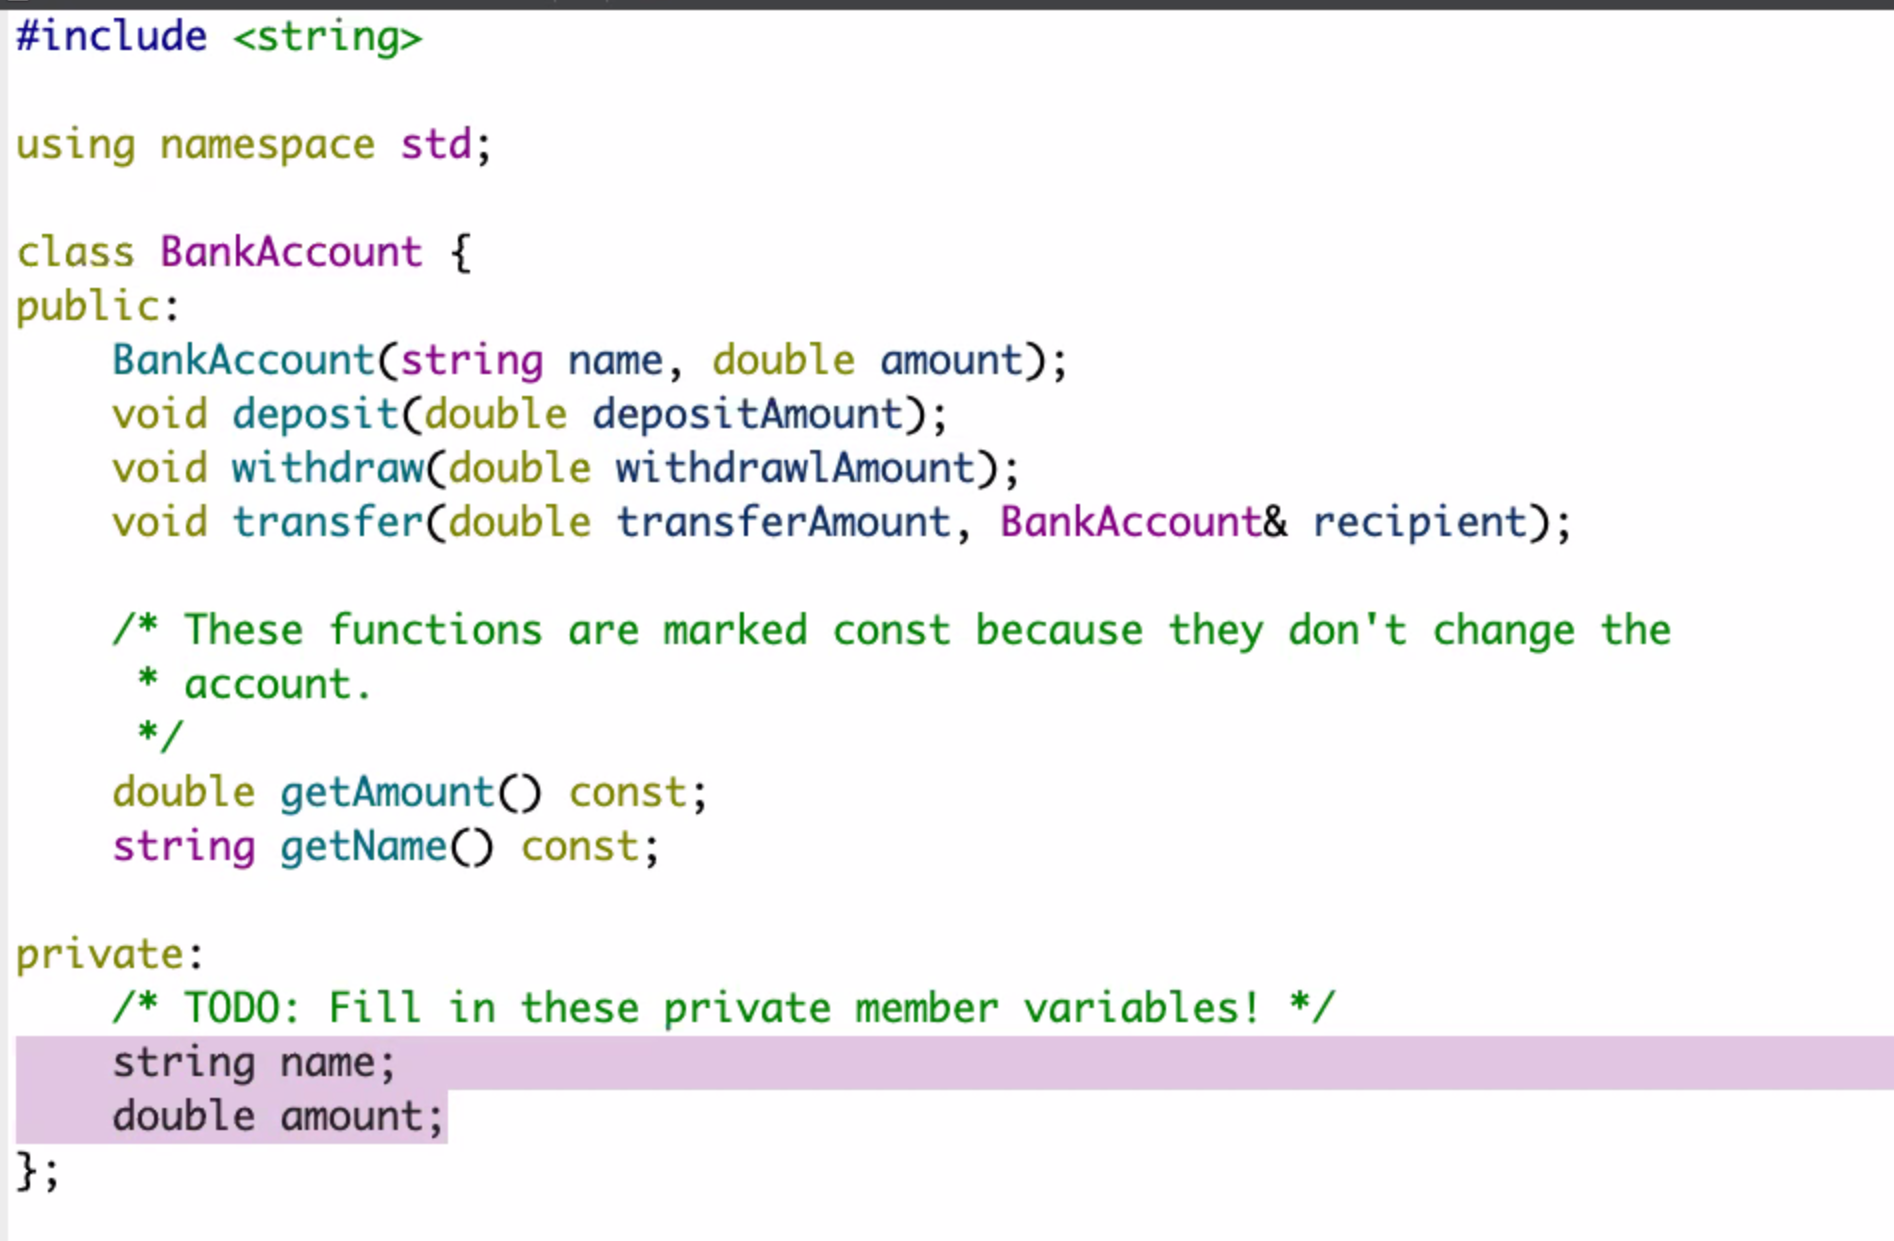 #include <string>
using namespace std;
class BankAccount {
public:
BankAccount(string name, double amount);
void deposit(double depositAmount);
void withdraw(double withdrawlAmount);
void transfer(double transferAmount, BankAccount& recipient);
/* These functions are marked const because they don't change the
* account.
*/
double getAmount() const;
string getName() const;
private:
/* TODO: Fill in these private member variables! */
string name;
double amount;
};